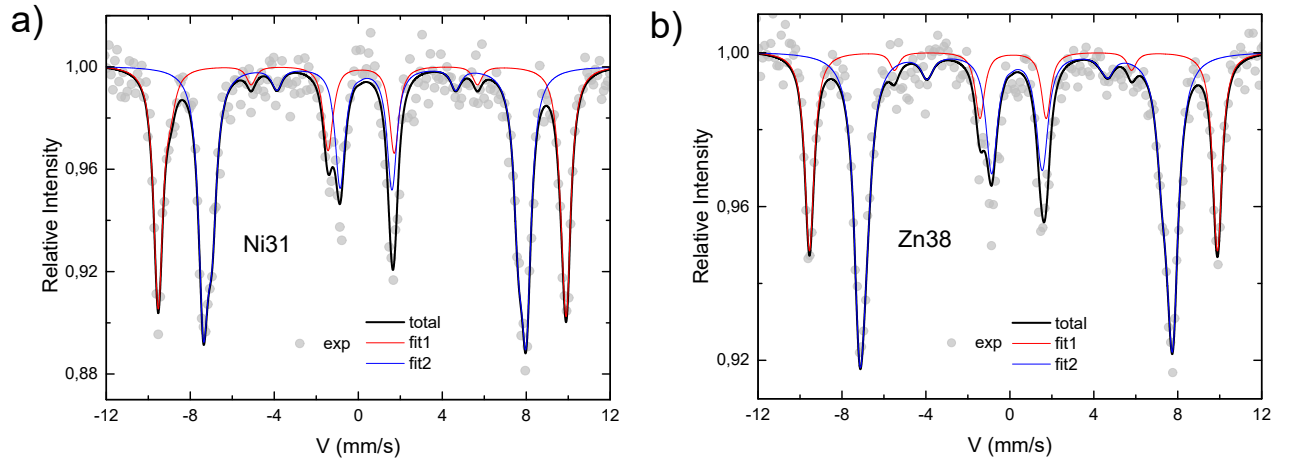 a)
1,00
0,96
0,92
0,88
Relative Intensity
Ni31
exp
total
fit1
fit2
-12 -8 -4 0 4 8 12
V (mm/s)
b)
1,00
0,96
0,92
Relative Intensity
Zn38
exp
total
fit1
fit2
-12 -8 -4 0 4 8 12
V (mm/s)